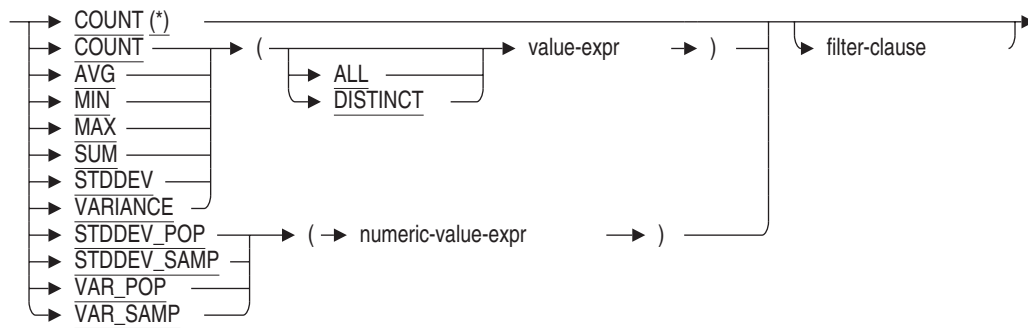 COUNT (*)
COUNT ( value-expr ) filter-clause
AVG ALL
MIN DISTINCT
MAX
SUM
STDDEV
VARIANCE
STDDEV_POP ( numeric-value-expr )
STDDEV_SAMP
VAR_POP
VAR_SAMP